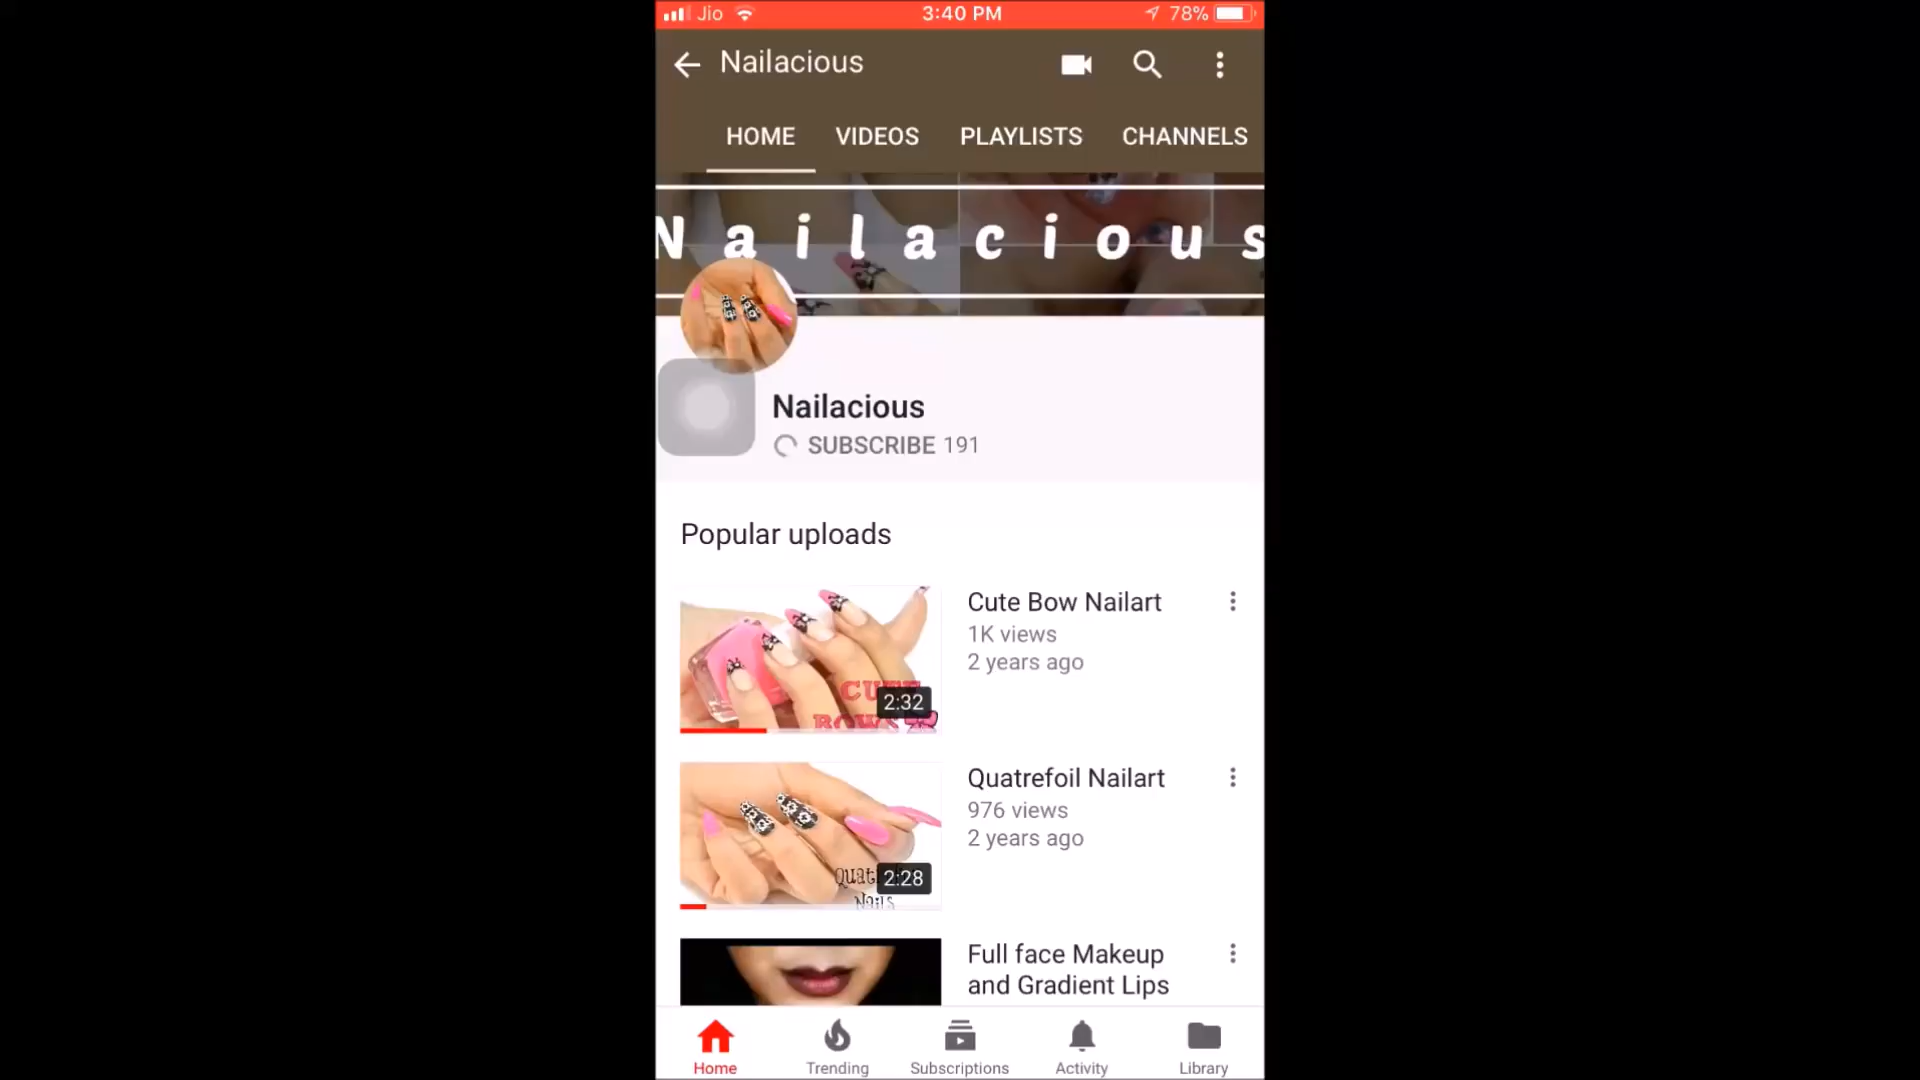 Jio 3:40 PM 78%
Nailacious
HOME VIDEOS PLAYLISTS CHANNELS
Nailacious
Nailacious
SUBSCRIBE 191
Popular uploads
Cute Bow Nailart
1K views
2 years ago
2:32
Quatrefoil Nailart
976 views
2 years ago
2:28
Nails
Full face Makeup
and Gradient Lips
Home Trending Subscriptions Activity Library